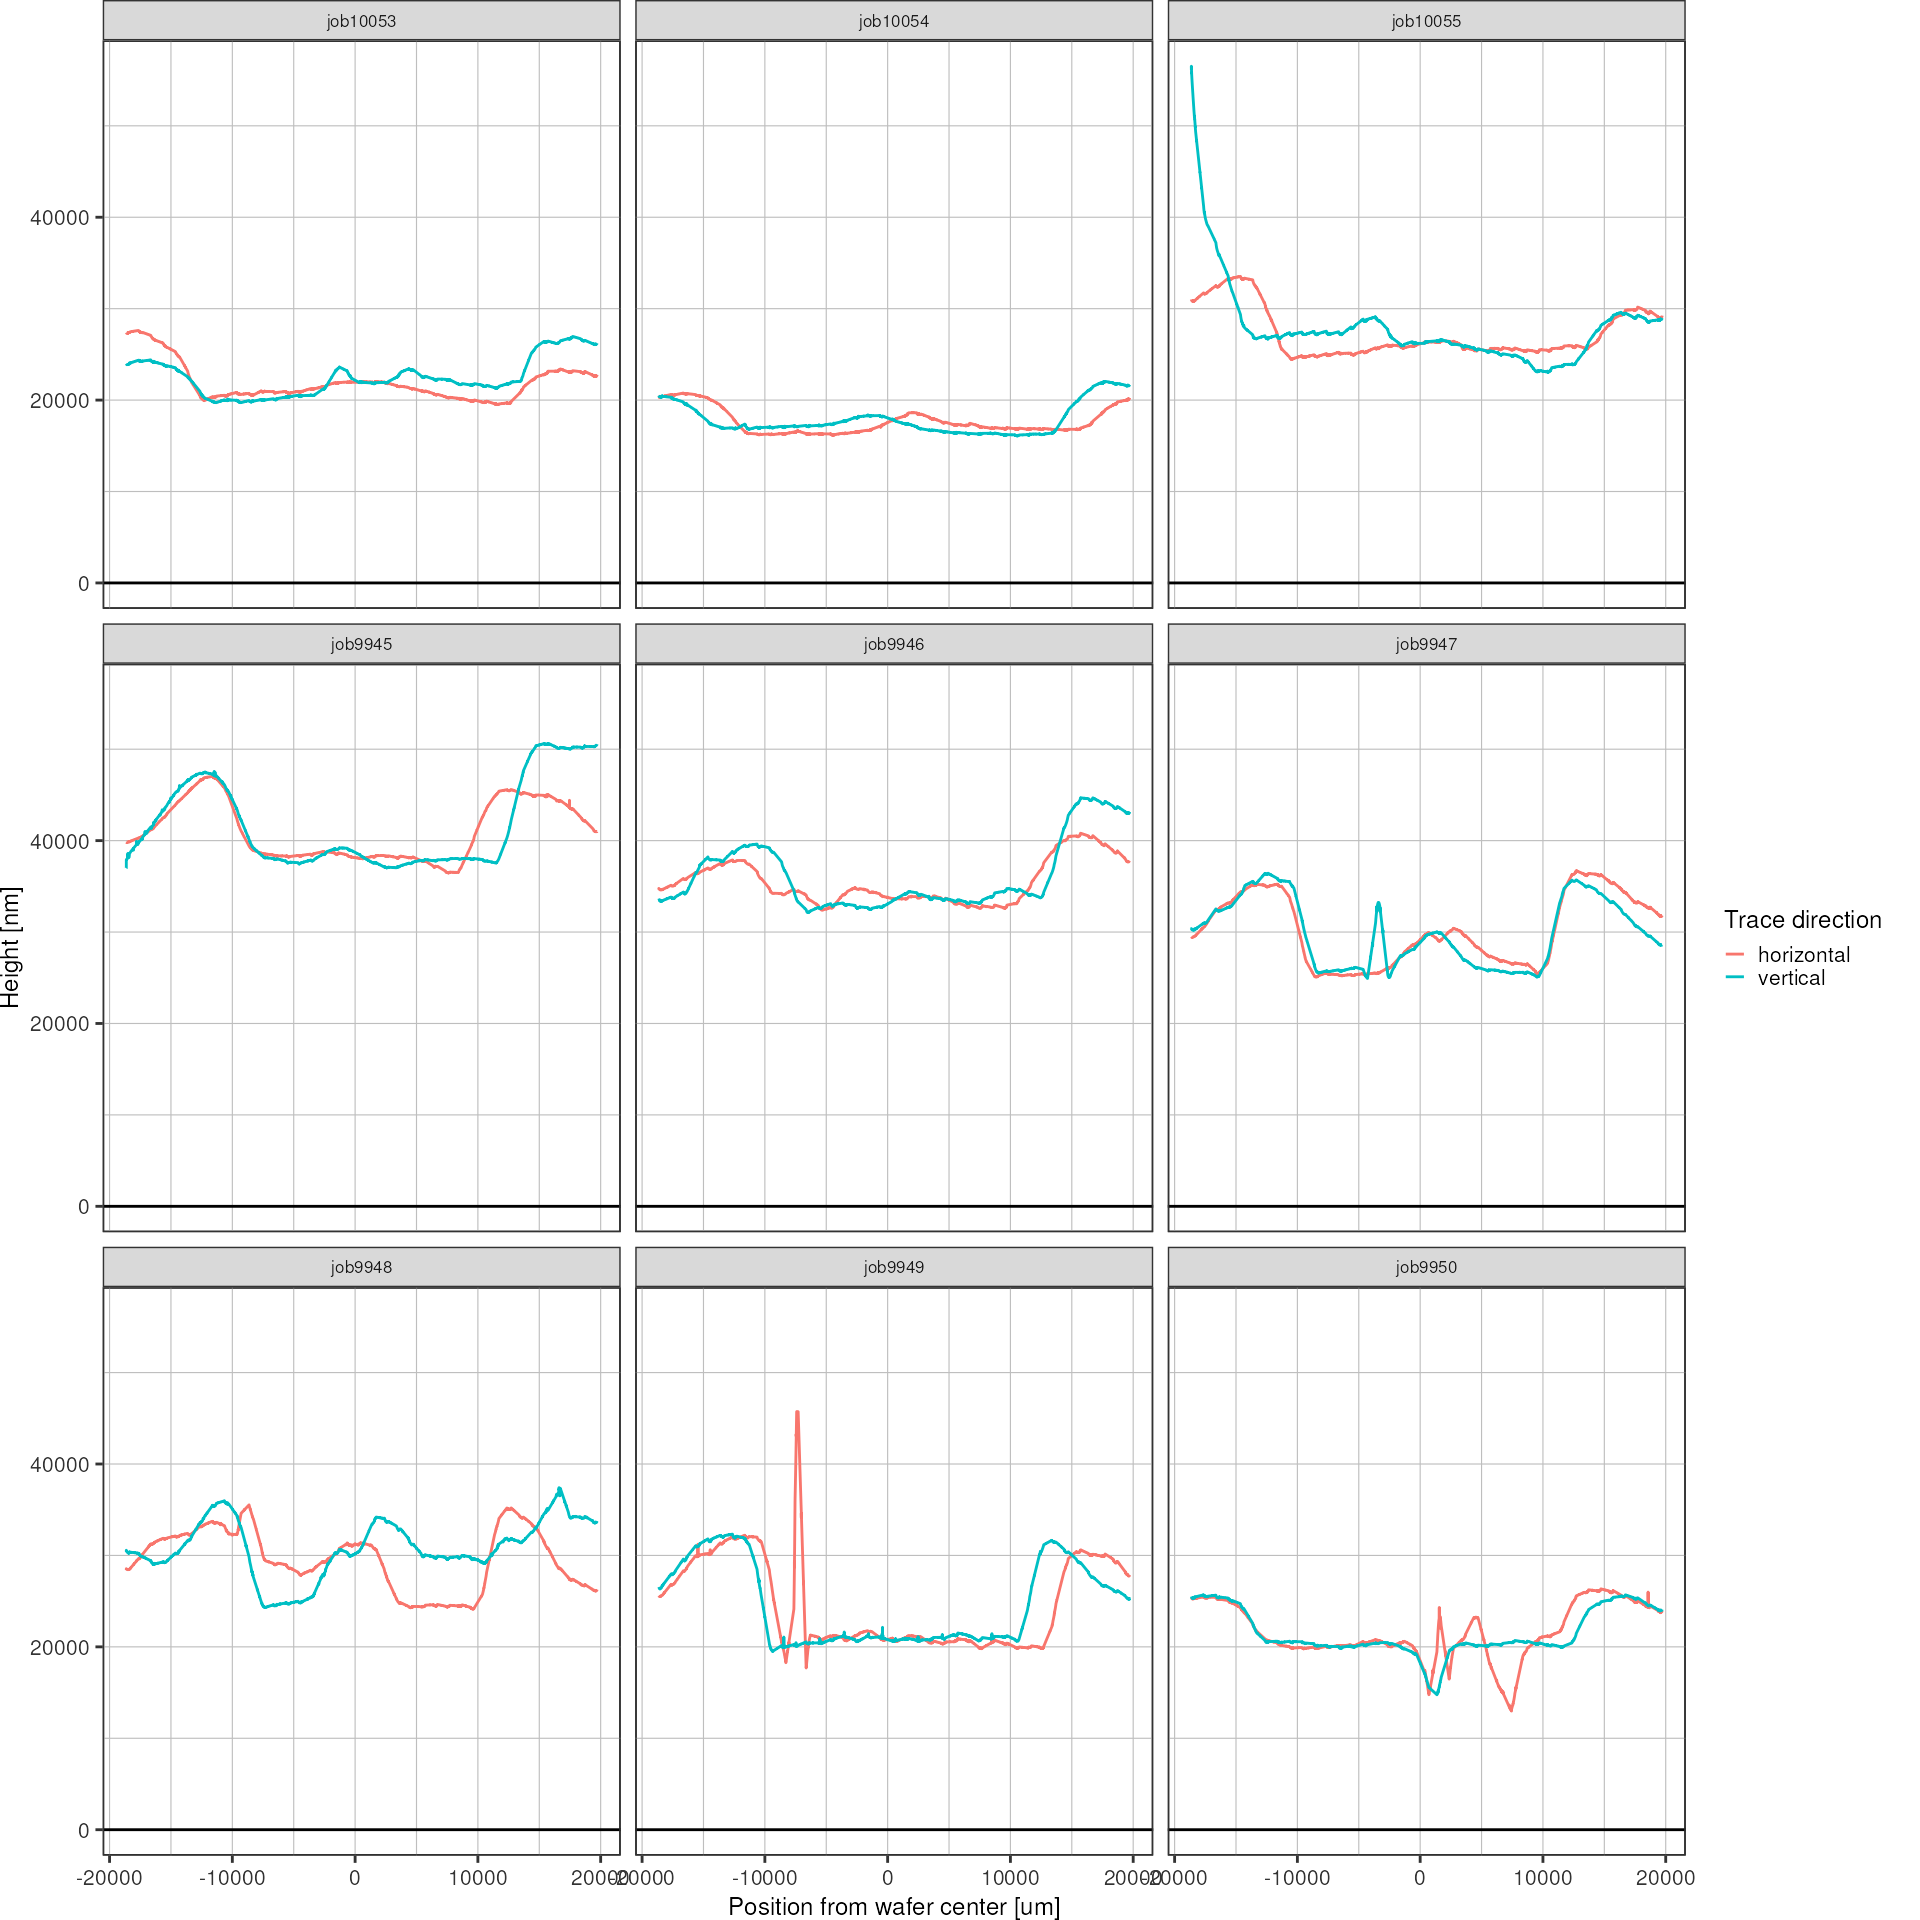 job10053 job10054 job10055
40000
20000
0
job9945 job9946 job9947
40000
20000
0
Height [nm]
Trace direction
horizontal
vertical
job9948 job9949 job9950
40000
20000
0
-20000 -10000 0 10000 20000 -20000 -10000 0 10000 20000 -20000 -10000 0 10000 20000
Position from wafer center [um]